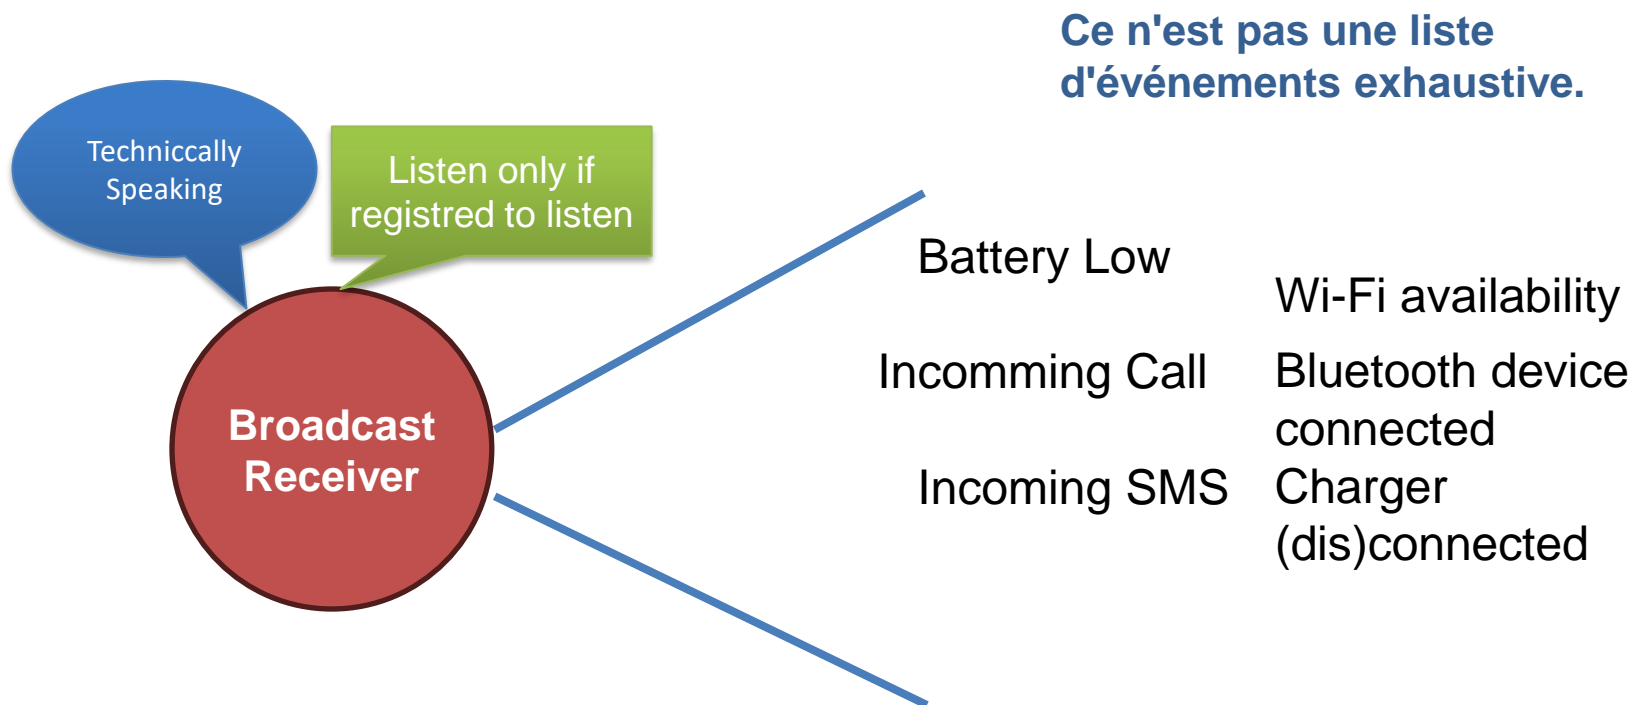 Ce n'est pas une liste
d'événements exhaustive.
Techniccally
Speaking
Listen only if
registred to listen
Broadcast
Receiver
Battery Low
Incomming Call
Incoming SMS
Wi-Fi availability
Bluetooth device
connected
Charger
(dis)connected